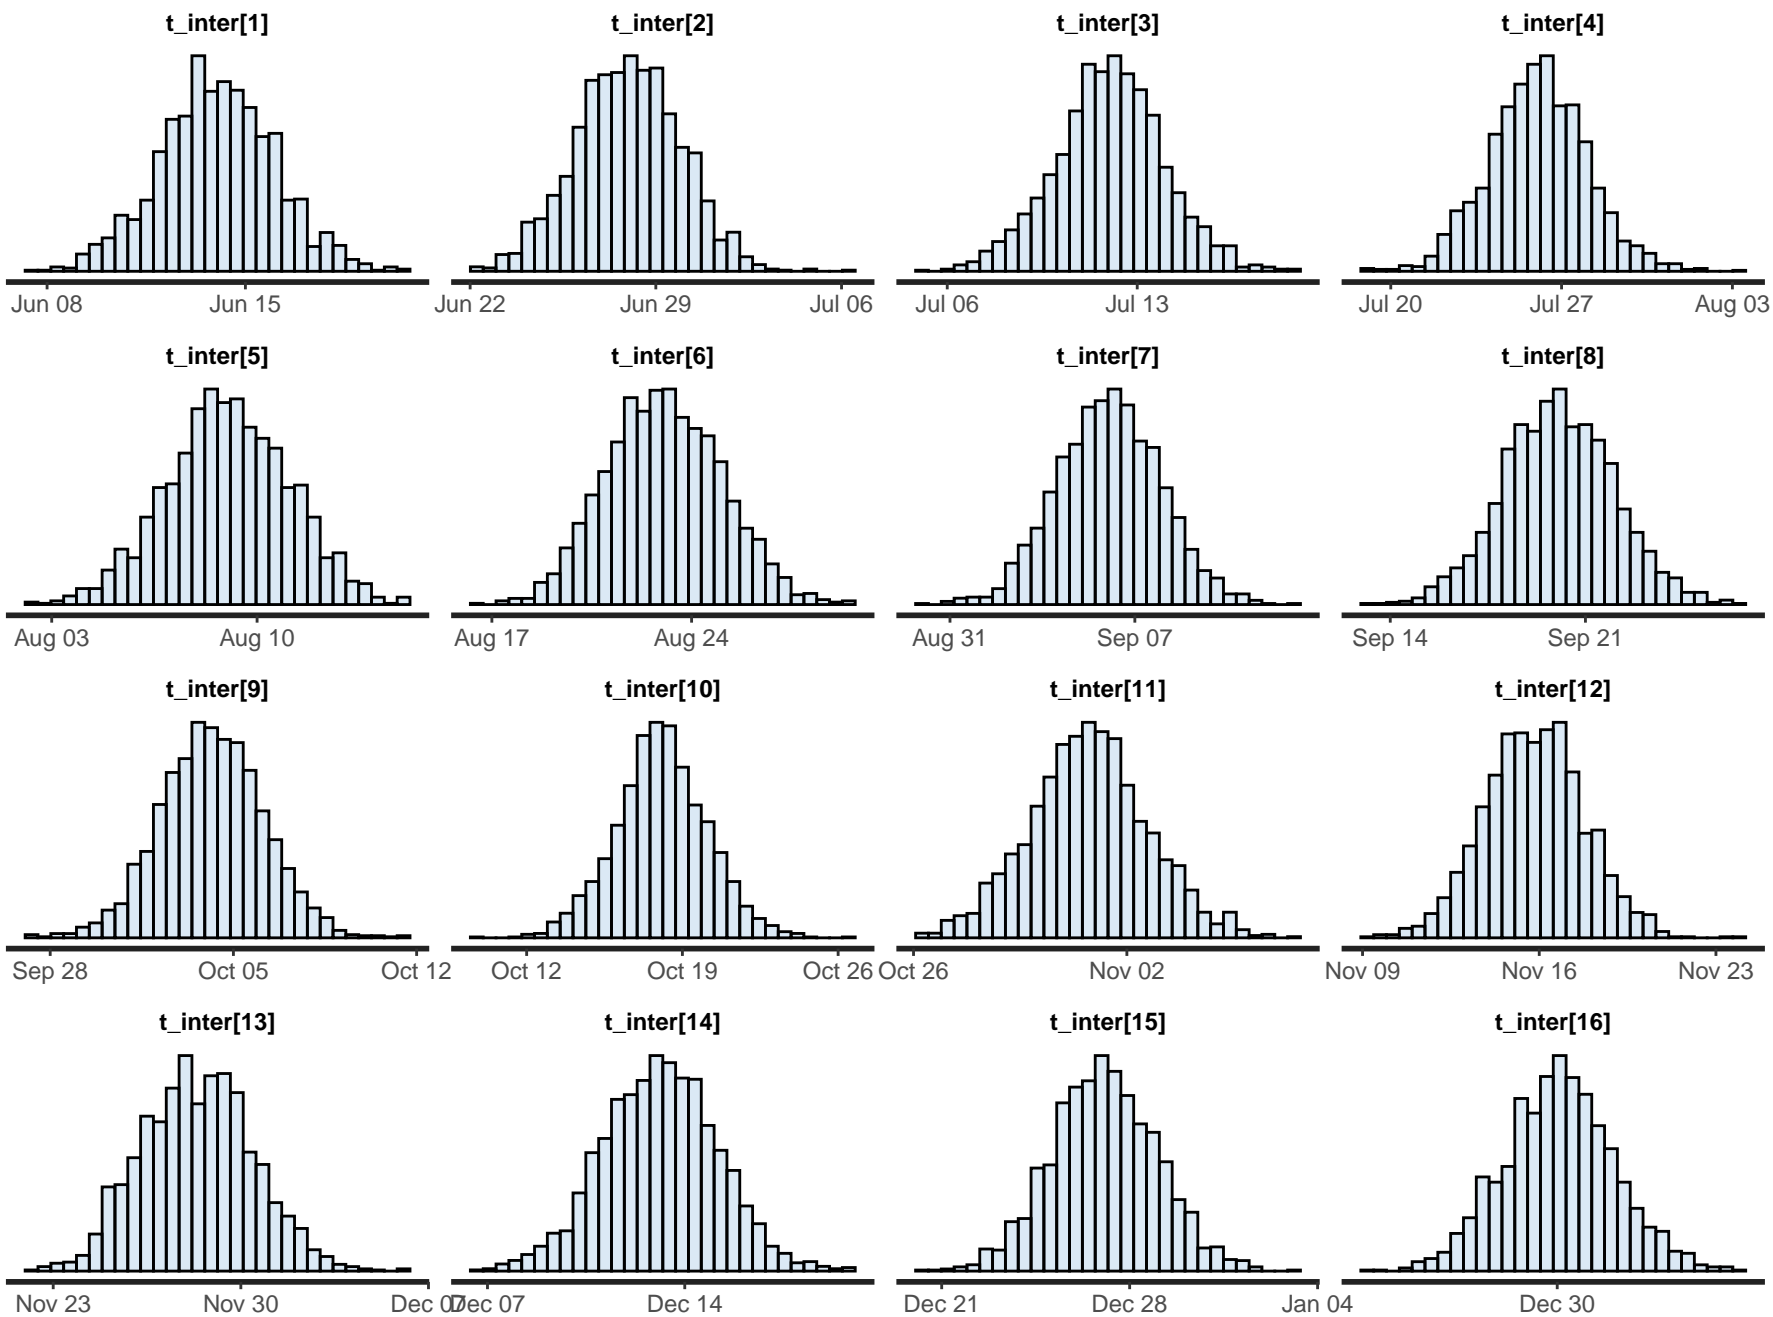 t_inter[1] t_inter[2] t_inter[3] t_inter[4]
Jun 08 Jun 15 Jun 22 Jun 29 Jul 06 Jul 06 Jul 13 Jul 20 Jul 27 Aug 03
t_inter[5] t_inter[6] t_inter[7] t_inter[8]
Aug 03 Aug 10 Aug 17 Aug 24 Aug 31 Sep 07 Sep 14 Sep 21
t_inter[9] t_inter[10] t_inter[11] t_inter[12]
Sep 28 Oct 05 Oct 12 Oct 12 Oct 19 Oct 26 Oct 26 Nov 02 Nov 09 Nov 16 Nov 23
t_inter[13] t_inter[14] t_inter[15] t_inter[16]
Nov 23 Nov 30 Dec 07 Dec 07 Dec 14 Dec 21 Dec 28 Jan 04 Dec 30